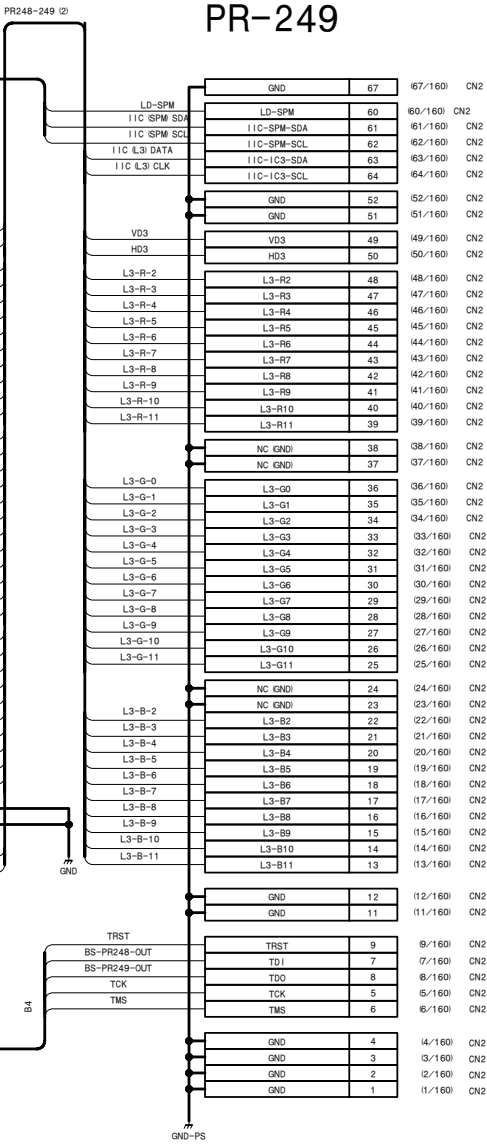 PR248-249 (2)
PR-249
GND 67 (67/160) CN2
LD-SPM LD-SPM 60 (60/160) CN2
IIC (SPM) SDA IIC-SPM-SDA 61 (61/160) CN2
IIC (SPM) SCL IIC-SPM-SCL 62 (62/160) CN2
IIC (L3) DATA IIC-IC3-SDA 63 (63/160) CN2
IIC (L3) CLK IIC-IC3-SCL 64 (64/160) CN2
GND 52 (52/160) CN2
GND 51 (51/160) CN2
VD3 VD3 49 (49/160) CN2
HD3 HD3 50 (50/160) CN2
L3-R-2 L3-R2 48 (48/160) CN2
L3-R-3 L3-R3 47 (47/160) CN2
L3-R-4 L3-R4 46 (46/160) CN2
L3-R-5 L3-R5 45 (45/160) CN2
L3-R-6 L3-R6 44 (44/160) CN2
L3-R-7 L3-R7 43 (43/160) CN2
L3-R-8 L3-R8 42 (42/160) CN2
L3-R-9 L3-R9 41 (41/160) CN2
L3-R-10 L3-R10 40 (40/160) CN2
L3-R-11 L3-R11 39 (39/160) CN2
NC (GND) 38 (38/160) CN2
NC (GND) 37 (37/160) CN2
L3-G-0 L3-G0 36 (36/160) CN2
L3-G-1 L3-G1 35 (35/160) CN2
L3-G-2 L3-G2 34 (34/160) CN2
L3-G-3 L3-G3 33 (33/160) CN2
L3-G-4 L3-G4 32 (32/160) CN2
L3-G-5 L3-G5 31 (31/160) CN2
L3-G-6 L3-G6 30 (30/160) CN2
L3-G-7 L3-G7 29 (29/160) CN2
L3-G-8 L3-G8 28 (28/160) CN2
L3-G-9 L3-G9 27 (27/160) CN2
L3-G-10 L3-G10 26 (26/160) CN2
L3-G-11 L3-G11 25 (25/160) CN2
NC (GND) 24 (24/160) CN2
NC (GND) 23 (23/160) CN2
L3-B-2 L3-B2 22 (22/160) CN2
L3-B-3 L3-B3 21 (21/160) CN2
L3-B-4 L3-B4 20 (20/160) CN2
L3-B-5 L3-B5 19 (19/160) CN2
L3-B-6 L3-B6 18 (18/160) CN2
L3-B-7 L3-B7 17 (17/160) CN2
L3-B-8 L3-B8 16 (16/160) CN2
L3-B-9 L3-B9 15 (15/160) CN2
L3-B-10 L3-B10 14 (14/160) CN2
L3-B-11 L3-B11 13 (13/160) CN2
GND
GND 12 (12/160) CN2
GND 11 (11/160) CN2
TRST TRST 9 (9/160) CN2
BS-PR248-OUT TDI 7 (7/160) CN2
BS-PR249-OUT TDO 8 (8/160) CN2
TCK TCK 5 (5/160) CN2
TMS TMS 6 (6/160) CN2
B4
GND 4 (4/160) CN2
GND 3 (3/160) CN2
GND 2 (2/160) CN2
GND 1 (1/160) CN2
GND-PS